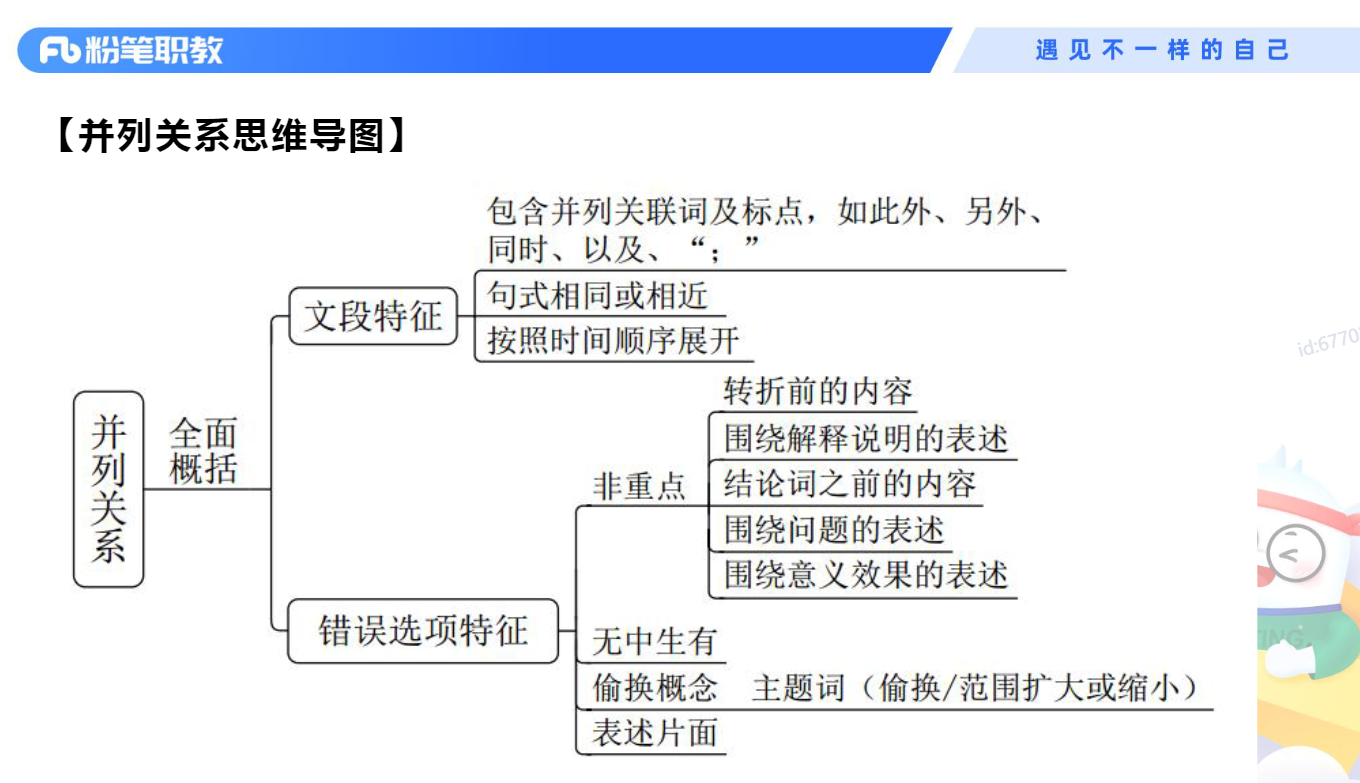 粉笔职教
遇见不一样的自己
【并列关系思维导图】
包含并列关联词及标点，如此外、另外、
同时、以及、“；”
文段特征
句式相同或相近
按照时间顺序展开
并列关系
全面
概括
转折前的内容
围绕解释说明的表述
非重点
结论词之前的内容
围绕问题的表述
围绕意义效果的表述
错误选项特征
无中生有
偷换概念 主题词（偷换/范围扩大或缩小）
表述片面